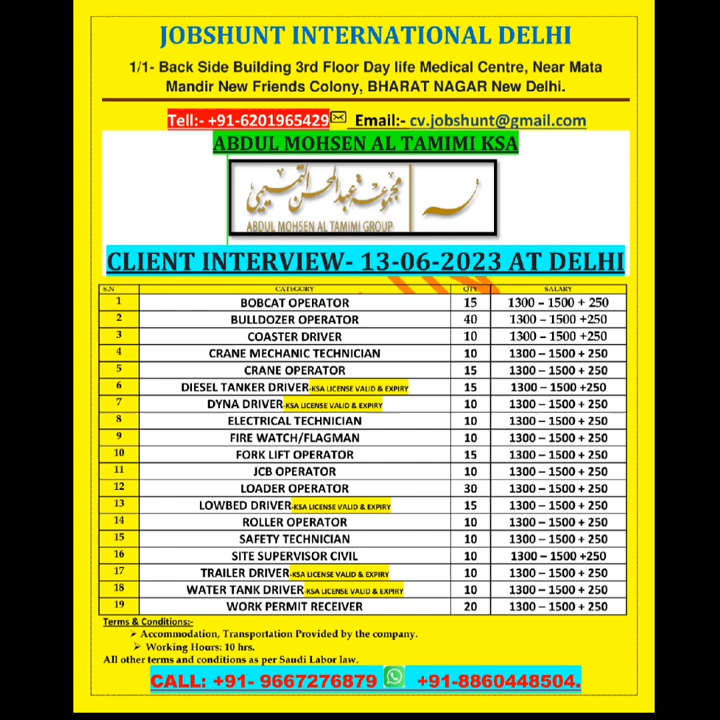 JOBSHUNT INTERNATIONAL DELHI
1/1- Back Side Building 3rd Floor Day life Medical Centre, Near Mata
Mandir New Friends Colony, BHARAT NAGAR New Delhi.
Tell:- +91-6201965429 Email:- cv.jobshunt@gmail.com
ABDUL MOHSEN AL TAMIMI KSA
مجموعة عبدالمحسن التميمي
ABDUL MOHSEN AL TAMIMI GROUP
CLIENT INTERVIEW- 13-06-2023 AT DELHI
S.N CATEGORY QTY SALARY
1 BOBCAT OPERATOR 15 1300 – 1500 + 250
2 BULLDOZER OPERATOR 40 1300 – 1500 +250
3 COASTER DRIVER 10 1300 – 1500 +250
4 CRANE MECHANIC TECHNICIAN 10 1300 – 1500 + 250
5 CRANE OPERATOR 15 1300 – 1500 + 250
6 DIESEL TANKER DRIVER-KSA LICENSE VALID & EXPIRY 15 1300 – 1500 +250
7 DYNA DRIVER-KSA LICENSE VALID & EXPIRY 10 1300 – 1500 + 250
8 ELECTRICAL TECHNICIAN 10 1300 – 1500 + 250
9 FIRE WATCH/FLAGMAN 10 1300 – 1500 + 250
10 FORK LIFT OPERATOR 15 1300 – 1500 + 250
11 JCB OPERATOR 10 1300 – 1500 + 250
12 LOADER OPERATOR 30 1300 – 1500 + 250
13 LOWBED DRIVER-KSA LICENSE VALID & EXPIRY 15 1300 – 1500 + 250
14 ROLLER OPERATOR 10 1300 – 1500 + 250
15 SAFETY TECHNICIAN 10 1300 – 1500 + 250
16 SITE SUPERVISOR CIVIL 10 1300 – 1500 +250
17 TRAILER DRIVER-KSA LICENSE VALID & EXPIRY 10 1300 – 1500 + 250
18 WATER TANK DRIVER-KSA LICENSE VALID & EXPIRY 10 1300 – 1500 + 250
19 WORK PERMIT RECEIVER 20 1300 – 1500 + 250
Terms & Conditions:-
➢ Accommodation, Transportation Provided by the company.
➢ Working Hours: 10 hrs.
All other terms and conditions as per Saudi Labor law.
CALL: +91- 9667276879 +91-8860448504.